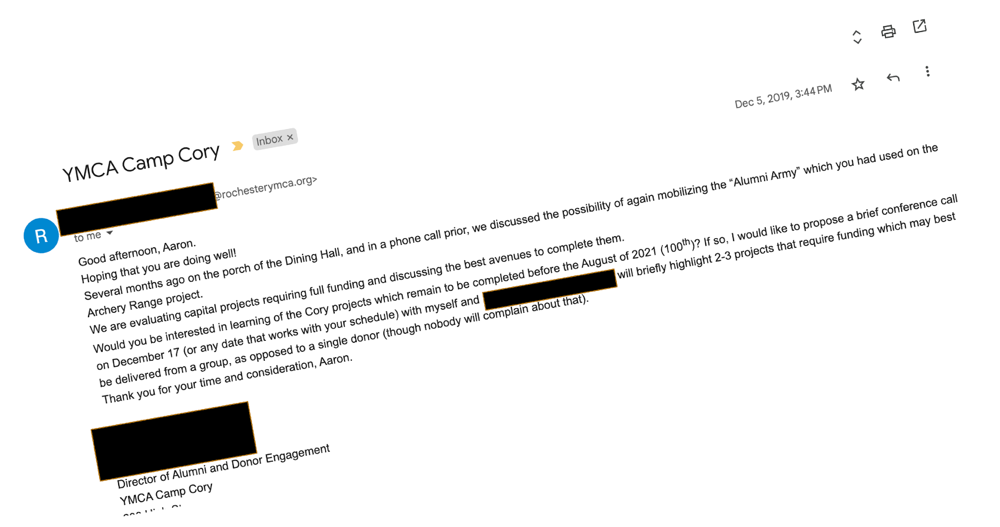 Dec 5, 2019, 3:44 PM
YMCA Camp Cory
Inbox ×
@rochesterymca.org>
R
to me
Good afternoon, Aaron.
Hoping that you are doing well!
Several months ago on the porch of the Dining Hall, and in a phone call prior, we discussed the possibility of again mobilizing the “Alumni Army” which you had used on the
Archery Range project.
We are evaluating capital projects requiring full funding and discussing the best avenues to complete them.
Would you be interested in learning of the Cory projects which remain to be completed before the August of 2021 (100th)? If so, I would like to propose a brief conference call
on December 17 (or any date that works with your schedule) with myself and will briefly highlight 2-3 projects that require funding which may best
be delivered from a group, as opposed to a single donor (though nobody will complain about that).
Thank you for your time and consideration, Aaron.
Director of Alumni and Donor Engagement
YMCA Camp Cory